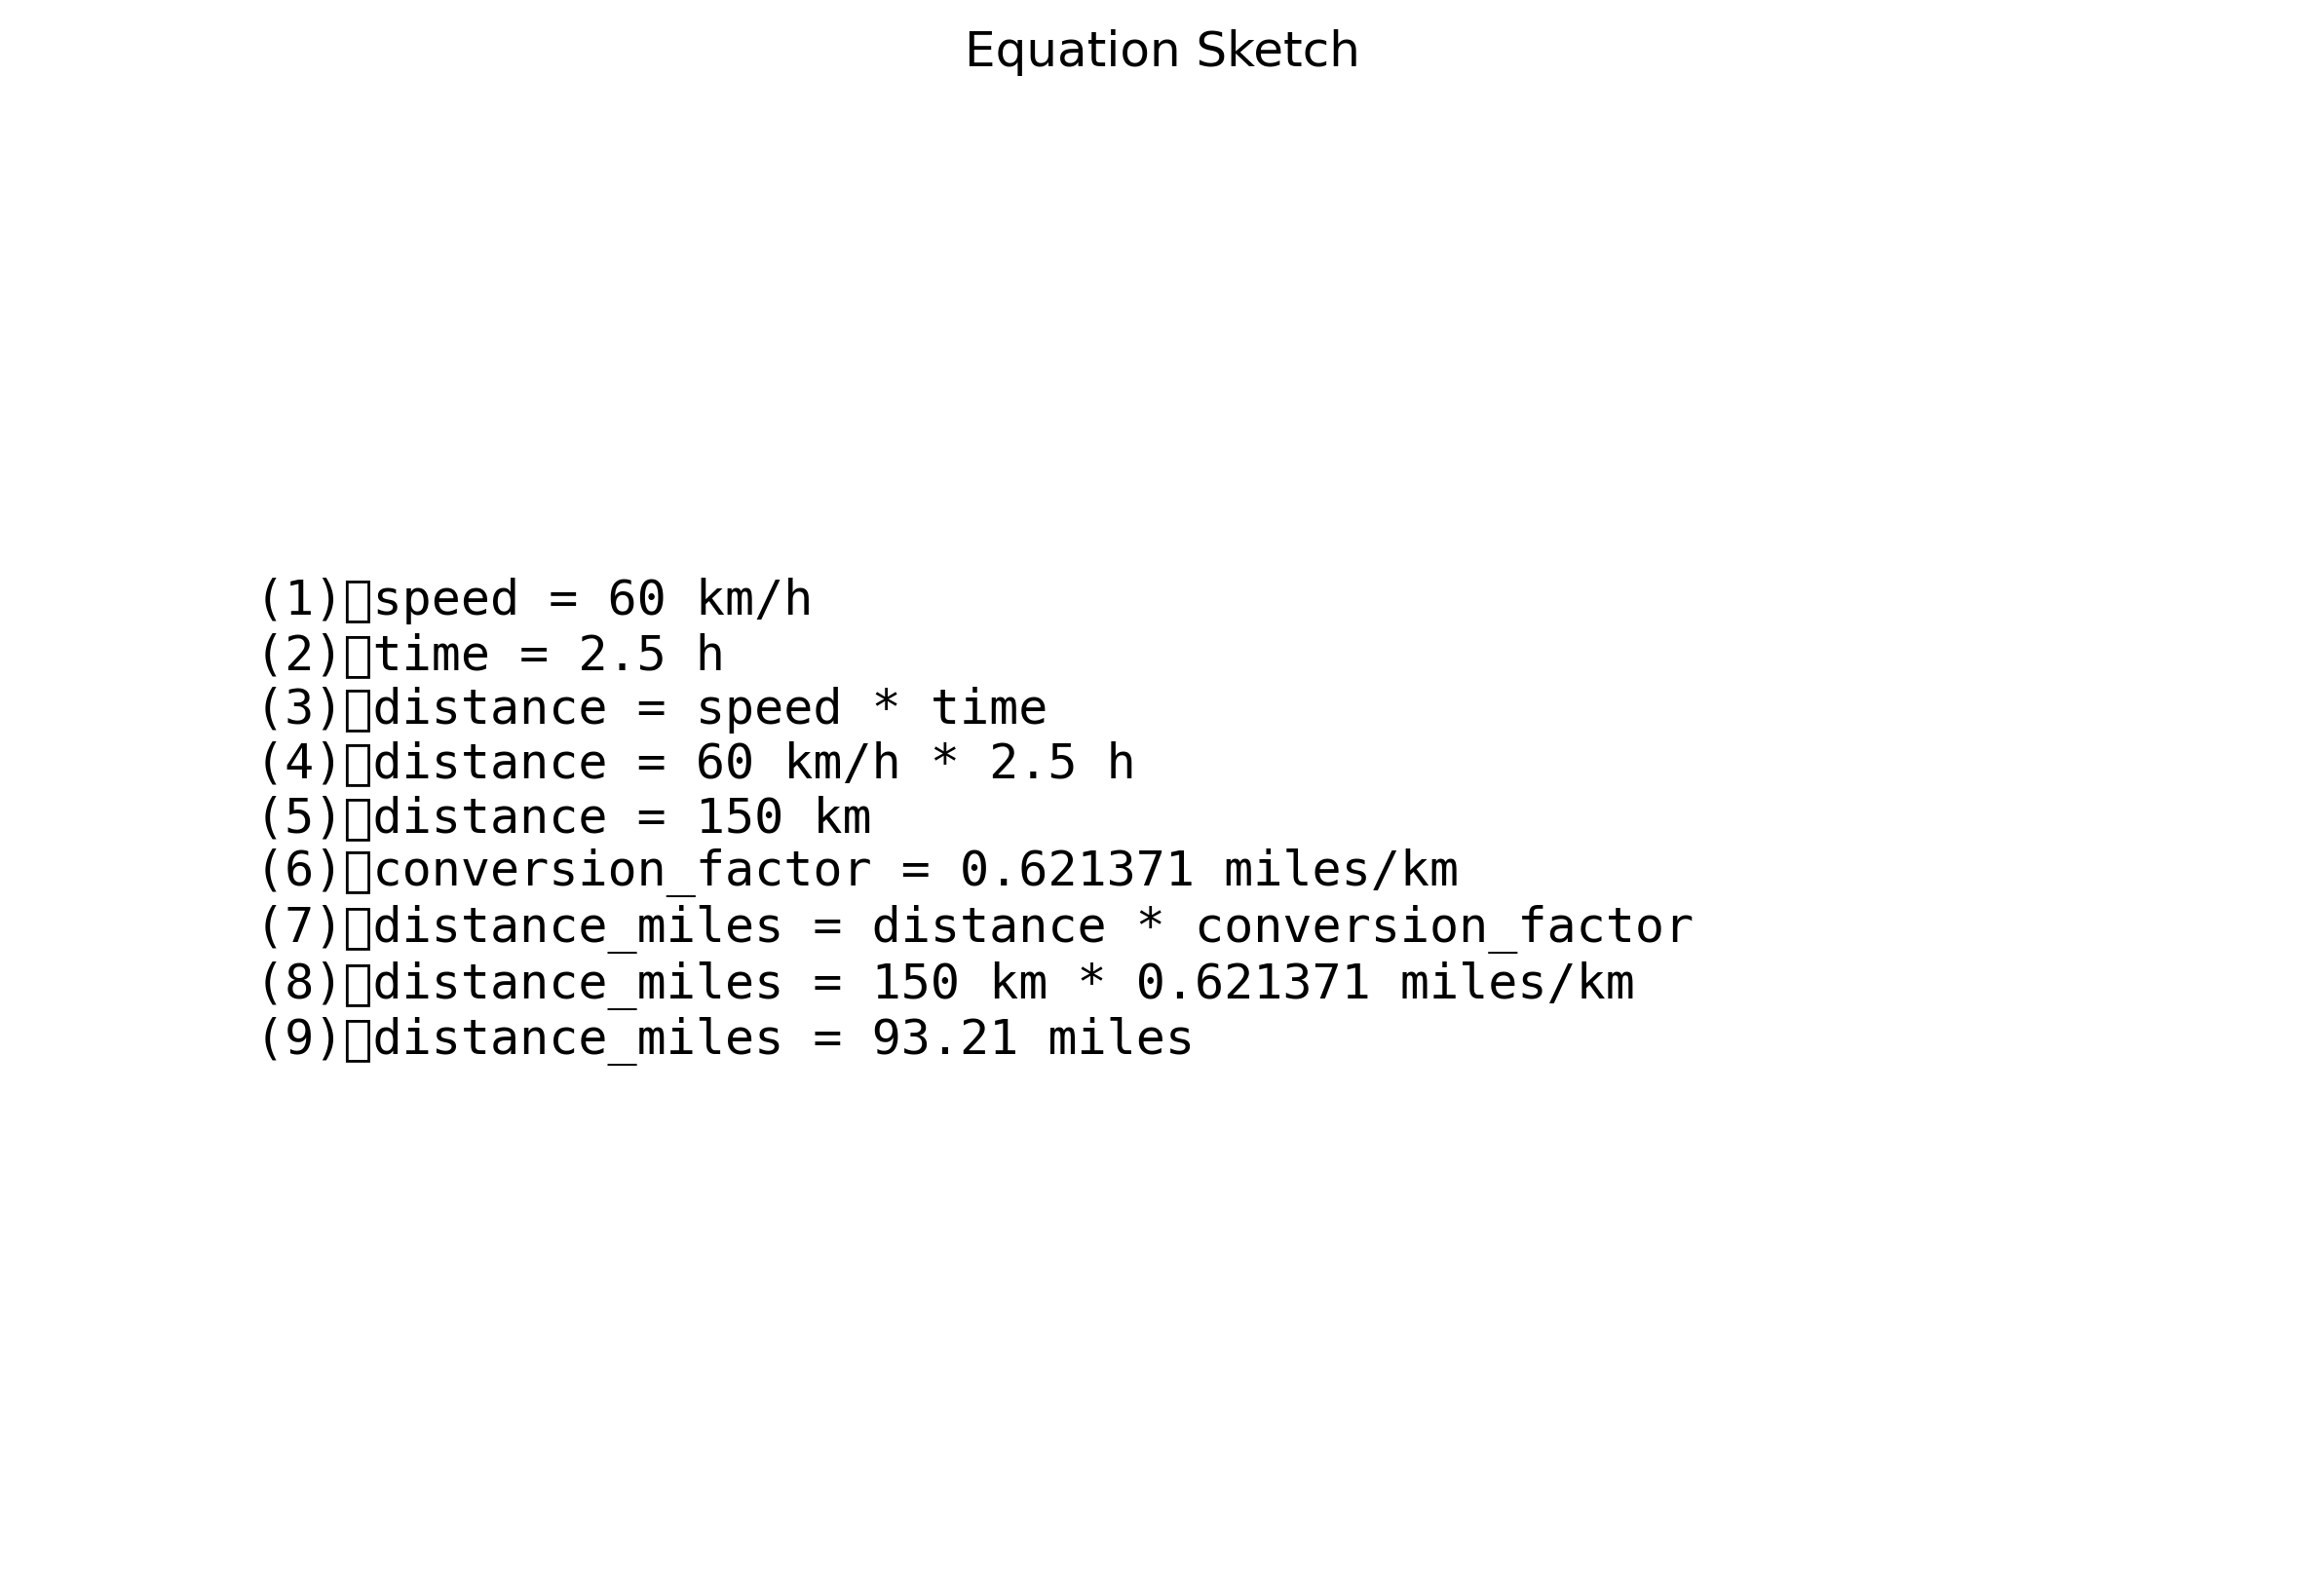 Equation Sketch
(1)▯speed = 60 km/h
(2)▯time = 2.5 h
(3)▯distance = speed * time
(4)▯distance = 60 km/h * 2.5 h
(5)▯distance = 150 km
(6)▯conversion_factor = 0.621371 miles/km
(7)▯distance_miles = distance * conversion_factor
(8)▯distance_miles = 150 km * 0.621371 miles/km
(9)▯distance_miles = 93.21 miles